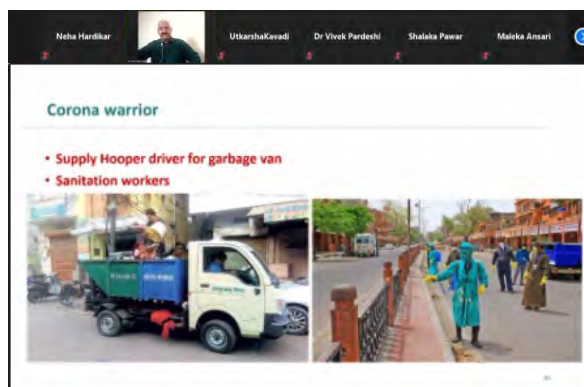 Neha Hardikar
UtkarshaKavadi
Dr Vivek Pardeshi
Shalaka Pawar
Maleka Ansari
Corona warrior
• Supply Hooper driver for garbage van
• Sanitation workers